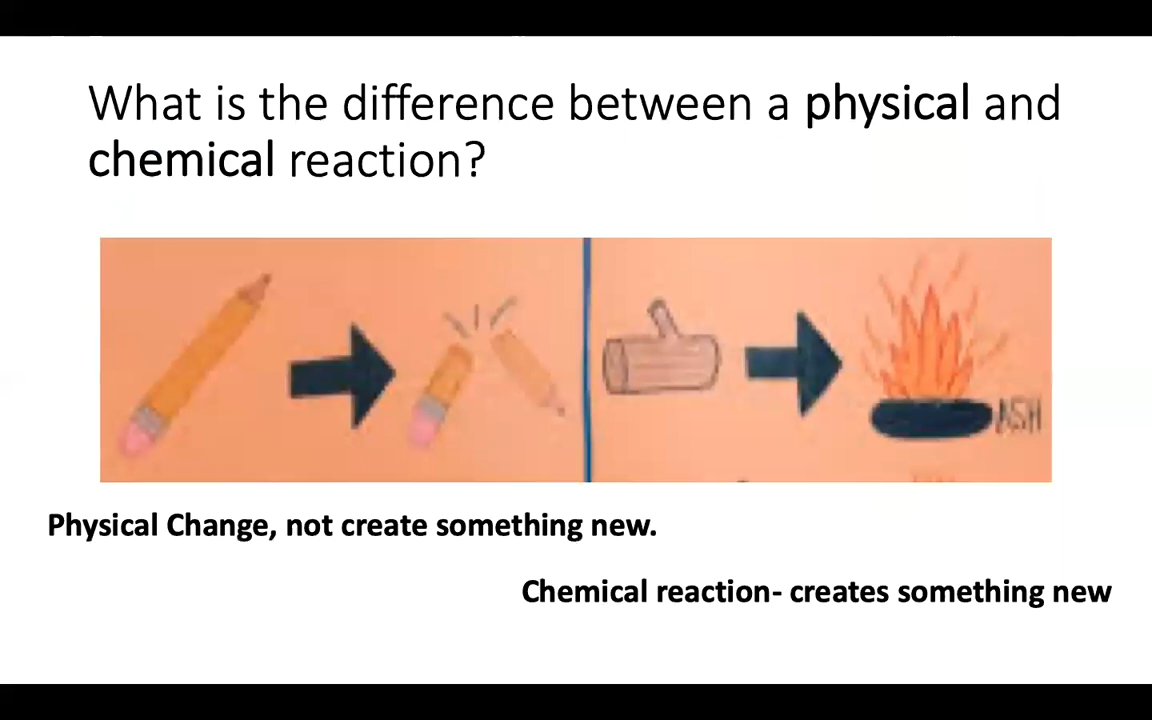 What is the difference between a physical and
chemical reaction?
ASH
Physical Change, not create something new.
Chemical reaction- creates something new